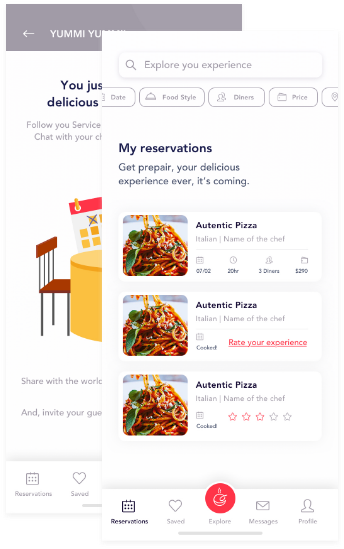 YUMMI YUMMI
You jus
delicious
Follow you Service
Chat with your ch
Share with the world
And, invite your gue
Reservations
Saved
Explore you experience
Date
Food Style
Diners
Price
My reservations
Get prepair, your delicious
experience ever, it's coming.
Autentic Pizza
Italian | Name of the chef
07/02
20hr
3 Diners
$290
Autentic Pizza
Italian | Name of the chef
Cooked!
Rate your experience
Autentic Pizza
Italian | Name of the chef
Cooked!
Reservations
Saved
Explore
Messages
Profile